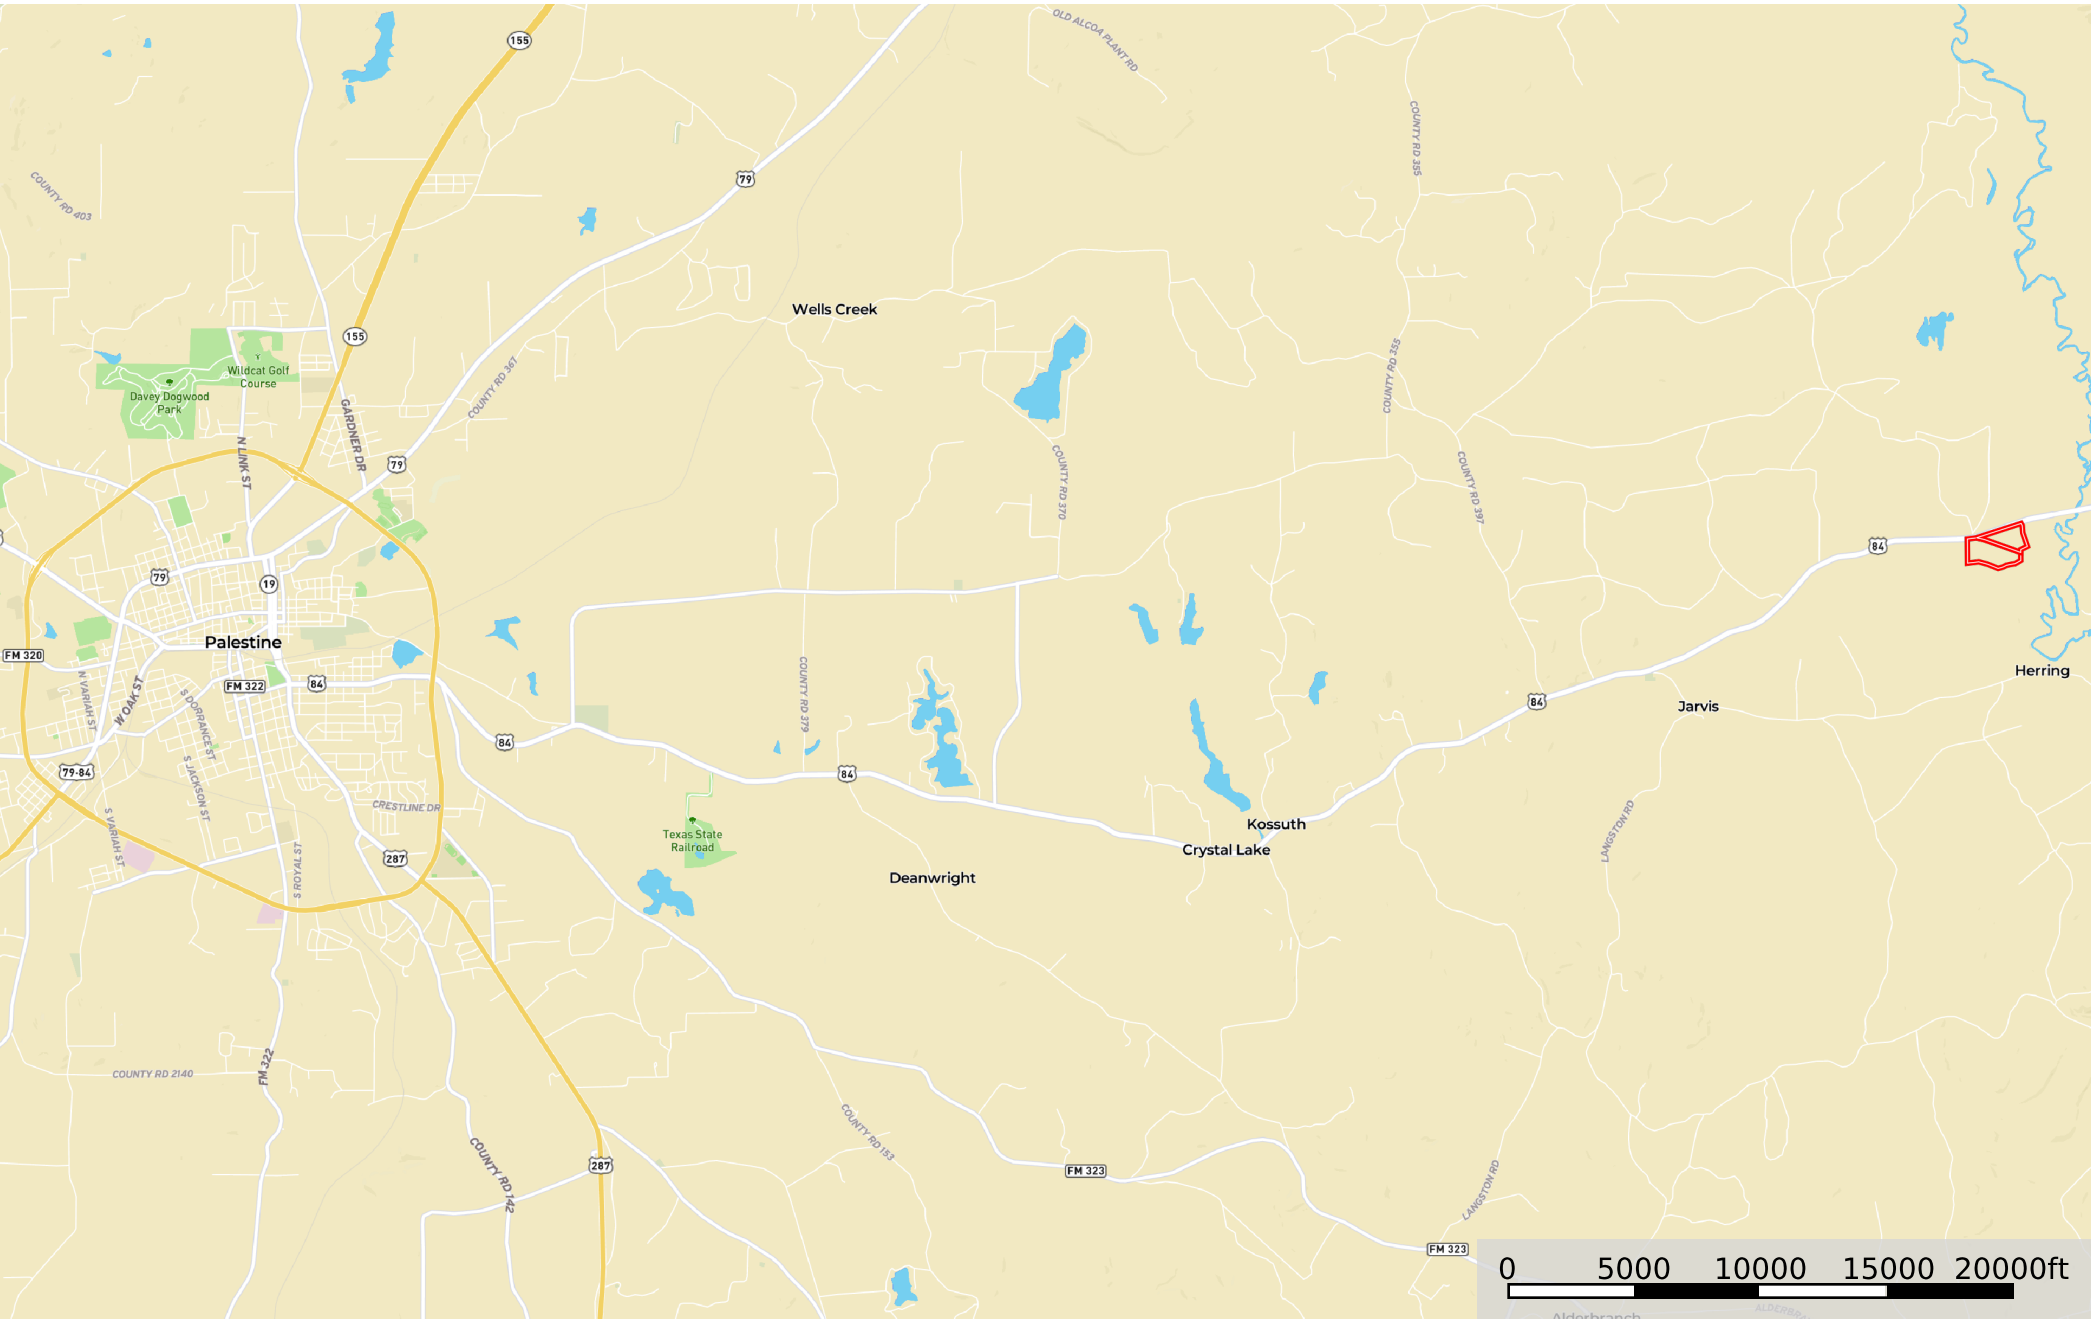 OLD ALCOA PLANT RD
155
COUNTY RD 355
79
COUNTY RD 403
Wells Creek
155
COUNTY RD 367
COUNTY RD 355
Wildcat Golf
Course
Davey Dogwood
Park
GARDNER DR
N LINK ST
79
COUNTY RD 370
COUNTY RD 397
84
79
19
Palestine
FM 320
FM 322
84
N VARIAH ST
W OAK ST
S DORRANCE ST
COUNTY RD 379
Herring
84
Jarvis
84
79-84
84
S JACKSON ST
CRESTLINE DR
S VARIAH ST
Texas State
Railroad
Kossuth
Crystal Lake
LANGSTON RD
287
S ROYAL ST
Deanwright
FM 322
COUNTY RD 2140
COUNTY RD 153
COUNTY RD 142
287
FM 323
LANGSTON RD
FM 323
0 5000 10000 15000 20000ft
Alderbranch